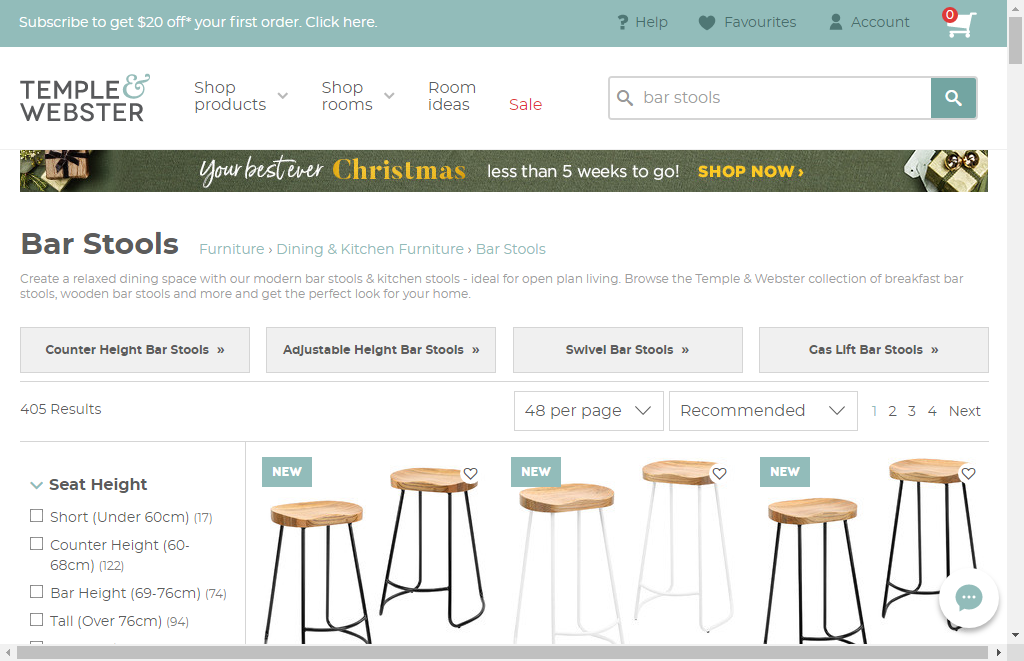 Subscribe to get $20 off* your first order. Click here.
Help
Favourites
Account
0
TEMPLE &
WEBSTER
Shop
products
Shop
rooms
Room
ideas
Sale
bar stools
Your best ever Christmas less than 5 weeks to go! SHOP NOW ›
Bar Stools
Furniture › Dining & Kitchen Furniture › Bar Stools
Create a relaxed dining space with our modern bar stools & kitchen stools - ideal for open plan living. Browse the Temple & Webster collection of breakfast bar
stools, wooden bar stools and more and get the perfect look for your home.
Counter Height Bar Stools »
Adjustable Height Bar Stools »
Swivel Bar Stools »
Gas Lift Bar Stools »
405 Results
48 per page
Recommended
1 2 3 4 Next
Seat Height
Short (Under 60cm) (17)
Counter Height (60-
68cm) (122)
Bar Height (69-76cm) (74)
Tall (Over 76cm) (94)
NEW
NEW
NEW